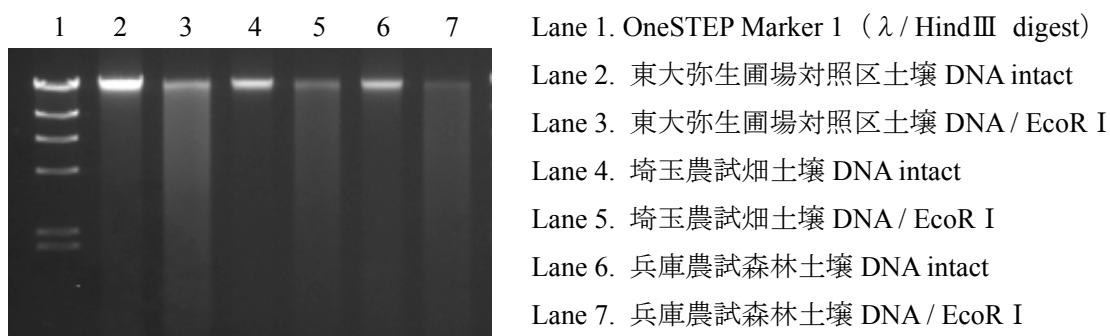 1 2 3 4 5 6 7
Lane 1. OneSTEP Marker 1（λ/ HindⅢ digest）
Lane 2. 東大弥生圃場対照区土壌 DNA intact
Lane 3. 東大弥生圃場対照区土壌 DNA / EcoRⅠ
Lane 4. 埼玉農試畑土壌 DNA intact
Lane 5. 埼玉農試畑土壌 DNA / EcoRⅠ
Lane 6. 兵庫農試森林土壌 DNA intact
Lane 7. 兵庫農試森林土壌 DNA / EcoRⅠ